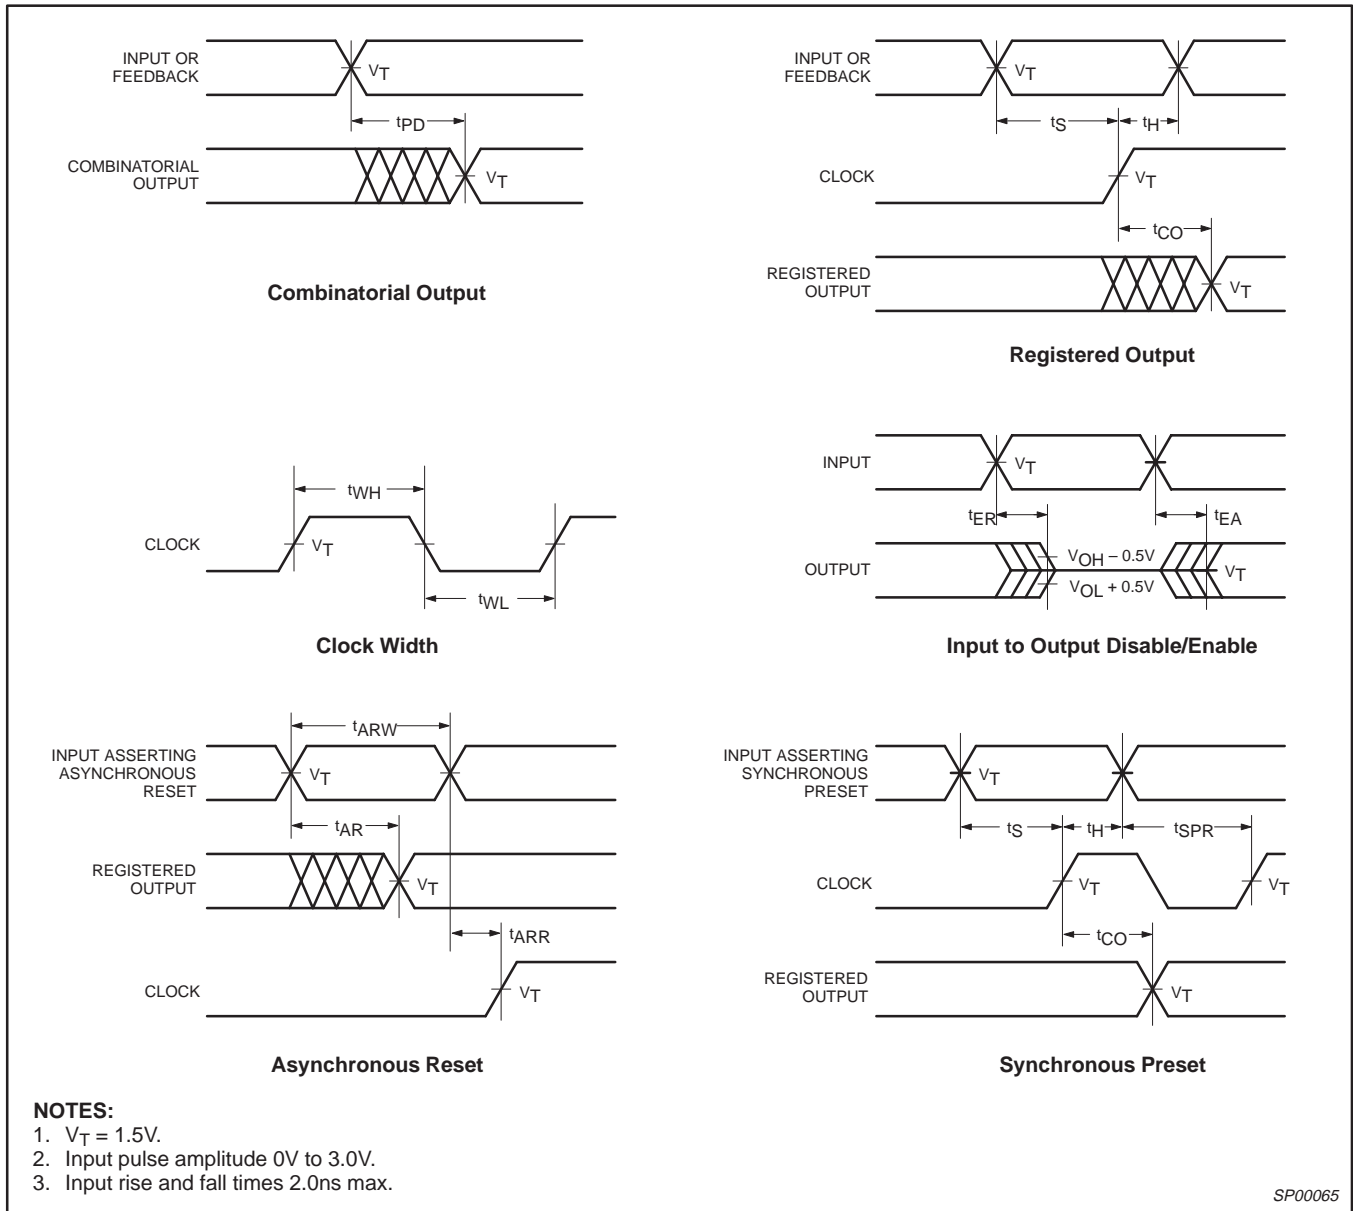 INPUT OR
FEEDBACK
VT
tPD
COMBINATORIAL
OUTPUT
VT
Combinatorial Output
INPUT OR
FEEDBACK
VT
tS
tH
CLOCK
VT
tCO
REGISTERED
OUTPUT
VT
Registered Output
tWH
CLOCK
VT
tWL
Clock Width
INPUT
VT
tER
tEA
OUTPUT
VOH – 0.5V
VOL + 0.5V
VT
Input to Output Disable/Enable
tARW
INPUT ASSERTING
ASYNCHRONOUS
RESET
VT
tAR
REGISTERED
OUTPUT
VT
tARR
CLOCK
VT
Asynchronous Reset
INPUT ASSERTING
SYNCHRONOUS
PRESET
VT
tS
tH
tSPR
CLOCK
VT
VT
tCO
REGISTERED
OUTPUT
VT
Synchronous Preset
NOTES:
1. VT = 1.5V.
2. Input pulse amplitude 0V to 3.0V.
3. Input rise and fall times 2.0ns max.
SP00065